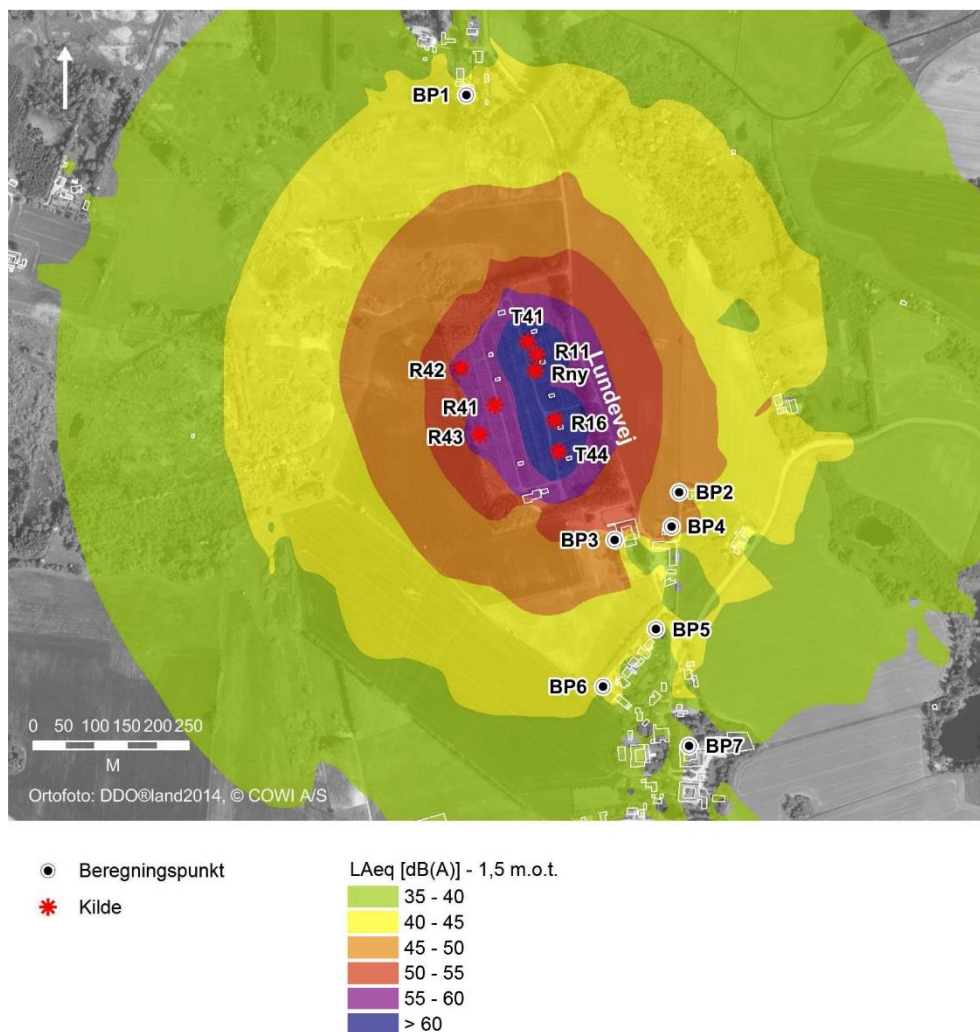 BP1
T41
R11
R42
Rny
Lundevej
R41
R16
R43
T44
BP2
BP4
BP3
BP5
BP6
BP7
0 50 100 150 200 250
M
Ortofoto: DDO®land2014, © COWI A/S
Beregningspunkt
Kilde
LAeq [dB(A)] - 1,5 m.o.t.
35 - 40
40 - 45
45 - 50
50 - 55
55 - 60
> 60